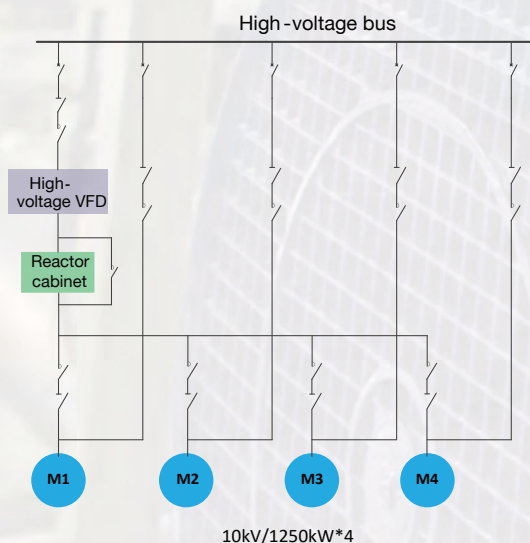 High-voltage bus
High-
voltage VFD
Reactor
cabinet
M1
M2
M3
M4
10kV/1250kW*4